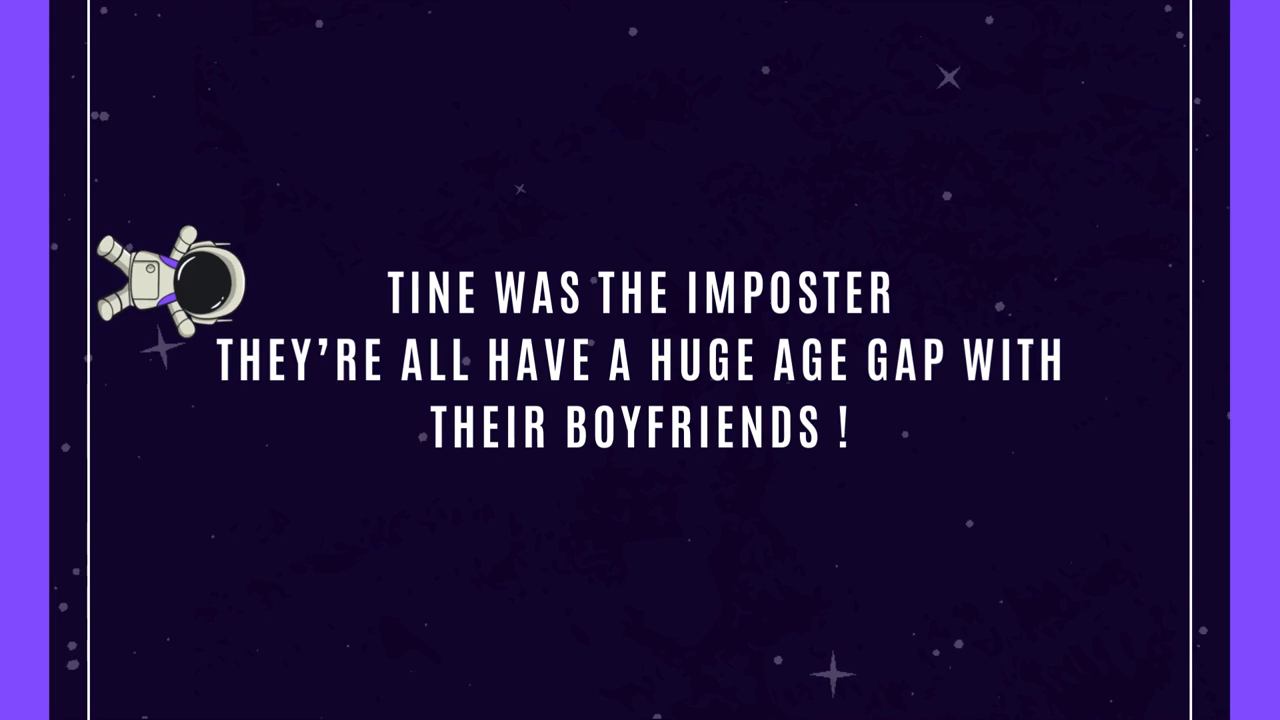 TINE WAS THE IMPOSTER
THEY’RE ALL HAVE A HUGE AGE GAP WITH
THEIR BOYFRIENDS !